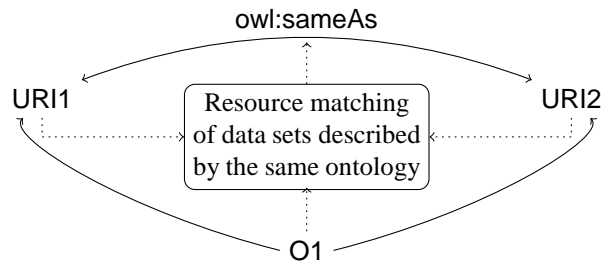 owl:sameAs
URI1
URI2
Resource matching
of data sets described
by the same ontology
O1